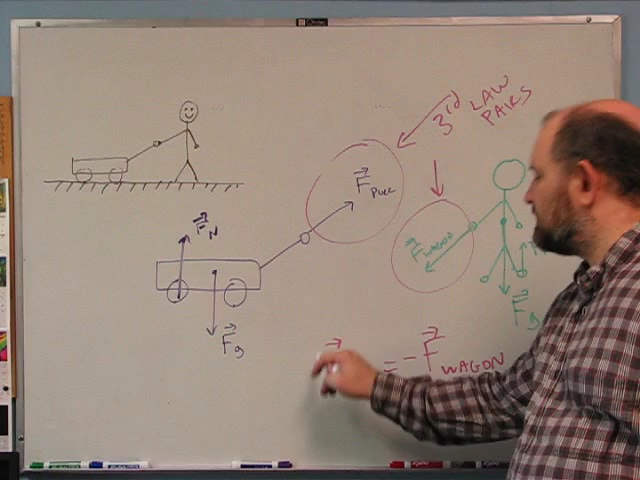 3rd LAW
PAIRS
F PULL
F N
F WAGON
F g
F g
= - F WAGON